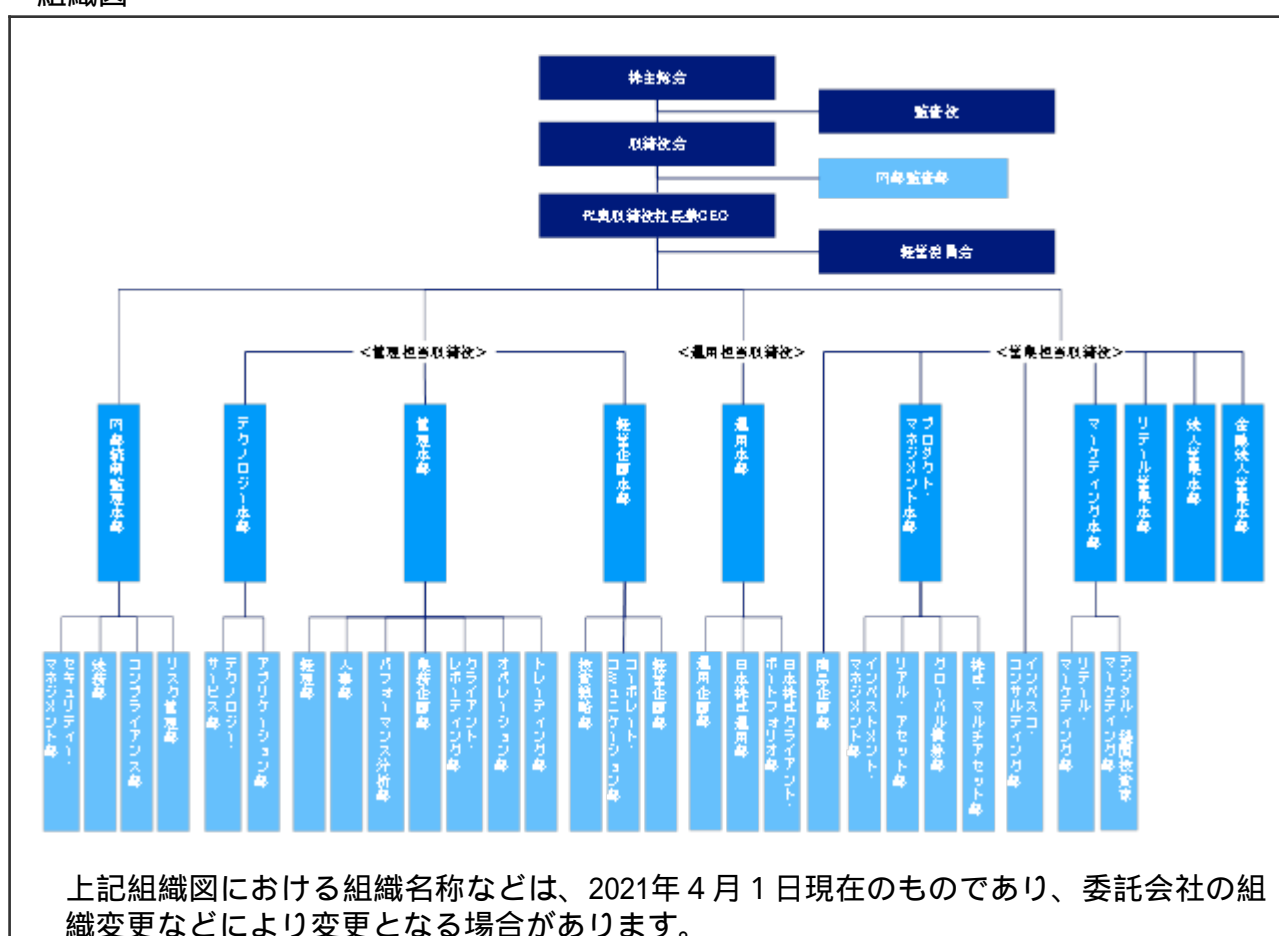 組織図
株主総会
監査役
取締役会
内部監査部
代表取締役社長兼CEO
経営委員会
＜管理担当取締役＞
＜運用担当取締役＞
＜営業担当取締役＞
内部統制監理本部
テクノロジー本部
管理本部
経営企画本部
運用本部
プロダクト・
マネジメント本部
マーケティング本部
リテール営業本部
法人営業本部
金融法人営業本部
セキュリティー・
マネジメント部
法務部
コンプライアンス部
リスク管理部
テクノロジー・
サービス部
アプリケーション部
経理部
人事部
パフォーマンス分析部
業務企画部
クライアント・
レポーティング部
オペレーション部
トレーディング部
投資戦略部
コーポレート・
コミュニケーション部
経営企画部
運用企画部
日本株式運用部
日本株式クライアント・
ポートフォリオ部
商品企画部
インベストメント・
マネジメント部
リアル・アセット部
グローバル債券部
株式・マルチアセット部
インベスコ・
コンサルティング部
リテール・
マーケティング部
デジタル・機関投資家
マーケティング部
上記組織図における組織名称などは、2021年４月１日現在のものであり、委託会社の組
織変更などにより変更となる場合があります。